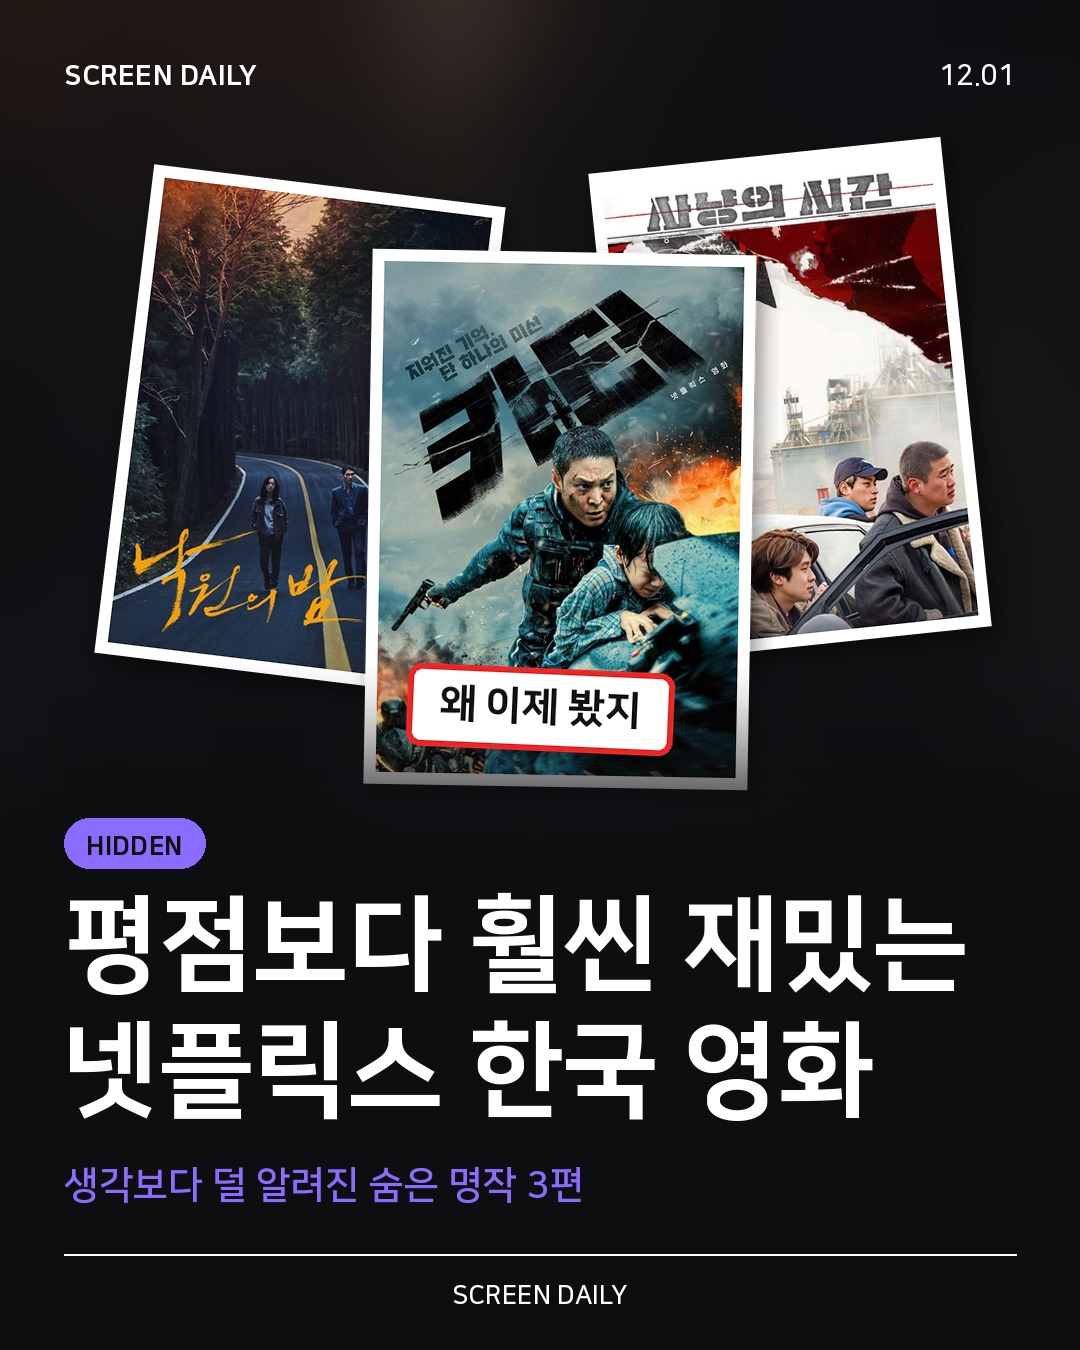 SCREEN DAILY
12.01
사냥의 시간
지워진 기억,
단 하나의 미션
카터
넷플릭스 영화
낙원의 밤
왜 이제 봤지
HIDDEN
평점보다 훨씬 재밌는
넷플릭스 한국 영화
생각보다 덜 알려진 숨은 명작 3편
SCREEN DAILY